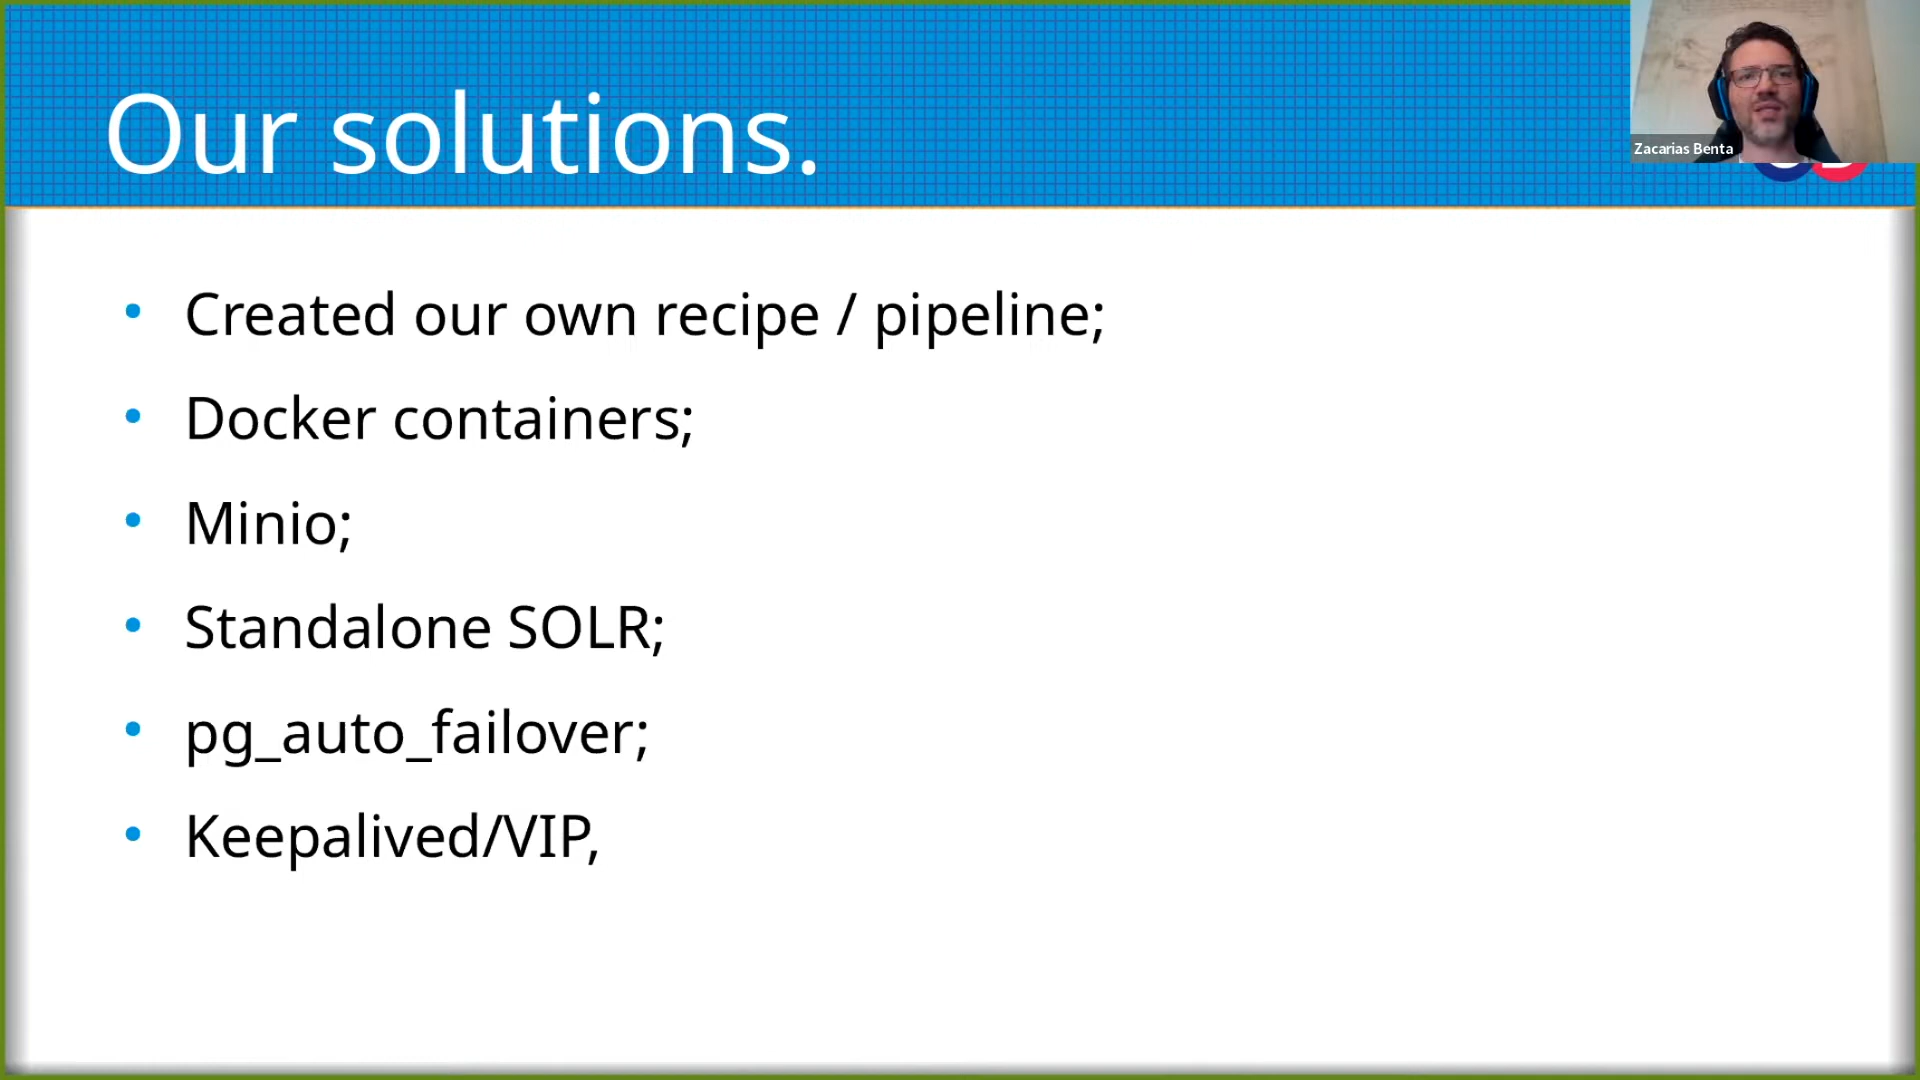 Our solutions.
Zacarias Benta
Created our own recipe / pipeline;
Docker containers;
Minio;
Standalone SOLR;
pg_auto_failover;
Keepalived/VIP,